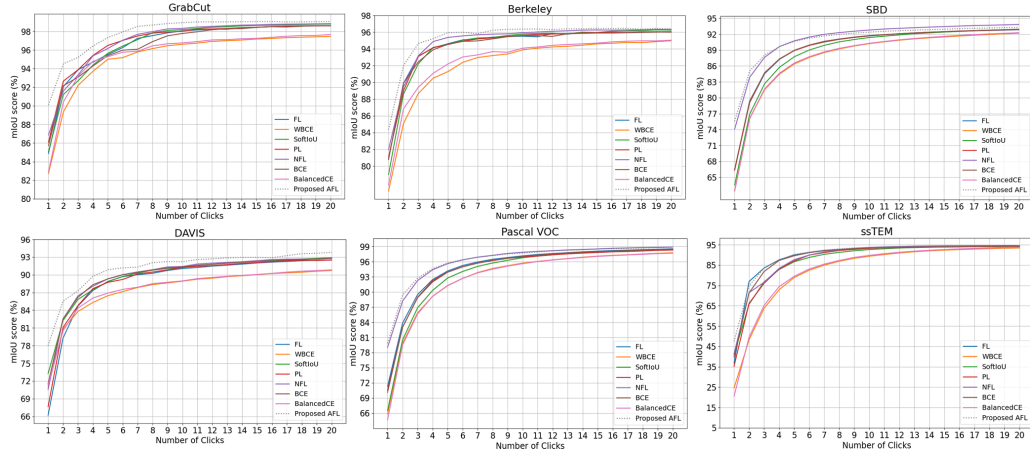 GrabCut
mIoU score (%)
98
96
94
92
90
88
86
84
82
80
FL
WBCE
SoftIoU
PL
NFL
BCE
BalancedCE
Proposed AFL
1 2 3 4 5 6 7 8 9 10 11 12 13 14 15 16 17 18 19 20
Number of Clicks
Berkeley
mIoU score (%)
98
96
94
92
90
88
86
84
82
80
FL
WBCE
SoftIoU
PL
NFL
BCE
BalancedCE
Proposed AFL
1 2 3 4 5 6 7 8 9 10 11 12 13 14 15 16 17 18 19 20
Number of Clicks
SBD
mIoU score (%)
95
92
89
86
83
80
77
74
71
68
65
FL
WBCE
SoftIoU
PL
NFL
BCE
BalancedCE
Proposed AFL
1 2 3 4 5 6 7 8 9 10 11 12 13 14 15 16 17 18 19 20
Number of Clicks
DAVIS
mIoU score (%)
96
93
90
87
84
81
78
75
72
69
66
FL
WBCE
SoftIoU
PL
NFL
BCE
BalancedCE
Proposed AFL
1 2 3 4 5 6 7 8 9 10 11 12 13 14 15 16 17 18 19 20
Number of Clicks
Pascal VOC
mIoU score (%)
99
96
93
90
87
84
81
78
75
72
69
66
FL
WBCE
SoftIoU
PL
NFL
BCE
BalancedCE
Proposed AFL
1 2 3 4 5 6 7 8 9 10 11 12 13 14 15 16 17 18 19 20
Number of Clicks
ssTEM
mIoU score (%)
95
85
75
65
55
45
35
25
15
5
FL
WBCE
SoftIoU
PL
NFL
BCE
BalancedCE
Proposed AFL
1 2 3 4 5 6 7 8 9 10 11 12 13 14 15 16 17 18 19 20
Number of Clicks